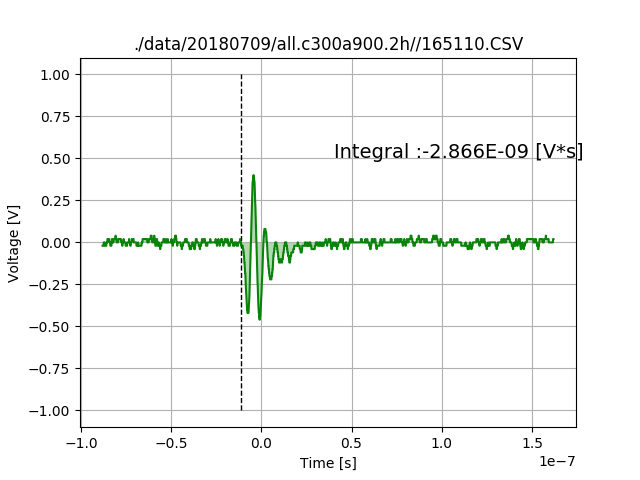 ./data/20180709/all.c300a900.2h//165110.CSV
1.00
0.75
0.50
0.25
0.00
−0.25
−0.50
−0.75
−1.00
Voltage [V]
Integral :-2.866E-09 [V*s]
−1.0 −0.5 0.0 0.5 1.0 1.5
1e−7
Time [s]